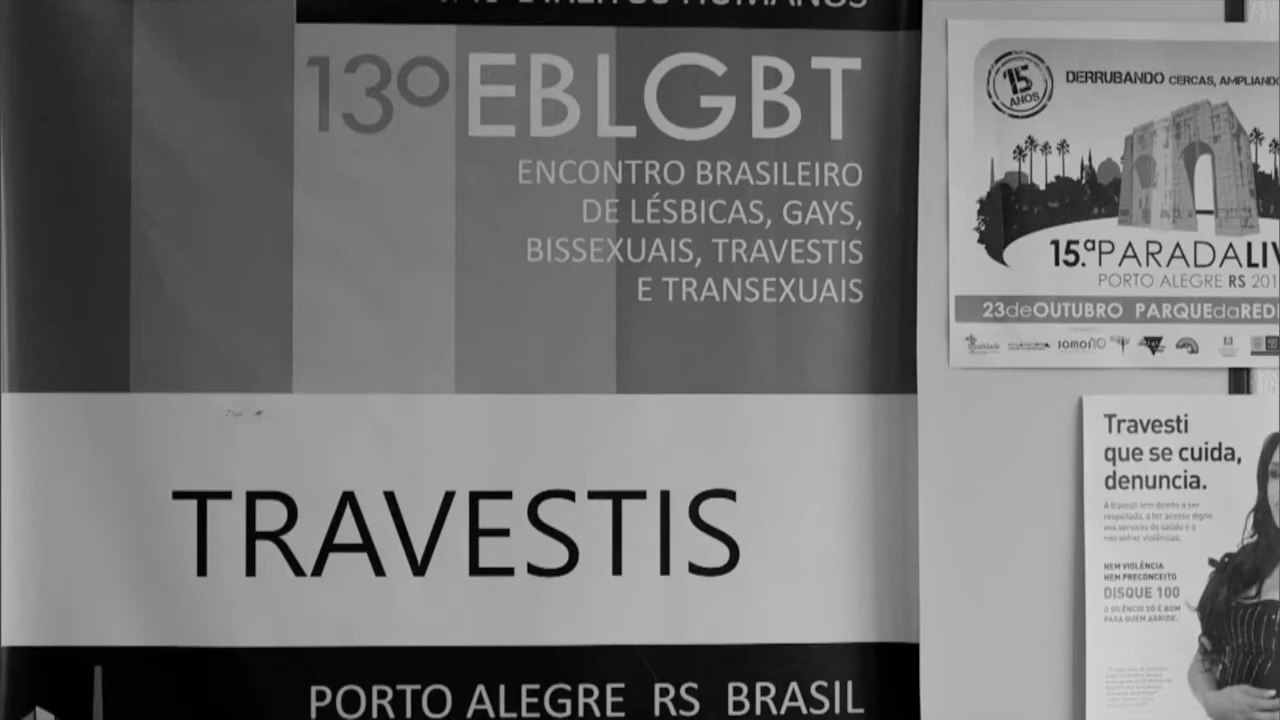 DIREITOS HUMANOS
13º EBLGBT
ENCONTRO BRASILEIRO
DE LÉSBICAS, GAYS,
BISSEXUAIS, TRAVESTIS
E TRANSEXUAIS
TRAVESTIS
PORTO ALEGRE RS BRASIL
15
ANOS
DERRUBANDO CERCAS, AMPLIANDO
15.ª PARADA
PORTO ALEGRE RS
23 de OUTUBRO PARQUE da
somos
Travesti
que se cuida,
denuncia.
A travesti tem direito a ser
respeitada, a ter acesso digno
aos serviços de saúde e a
não sofrer violências.
NEM VIOLÊNCIA
NEM PRECONCEITO
DISQUE 100
O SILÊNCIO SÓ É BOM
PARA QUEM AGRIDE.